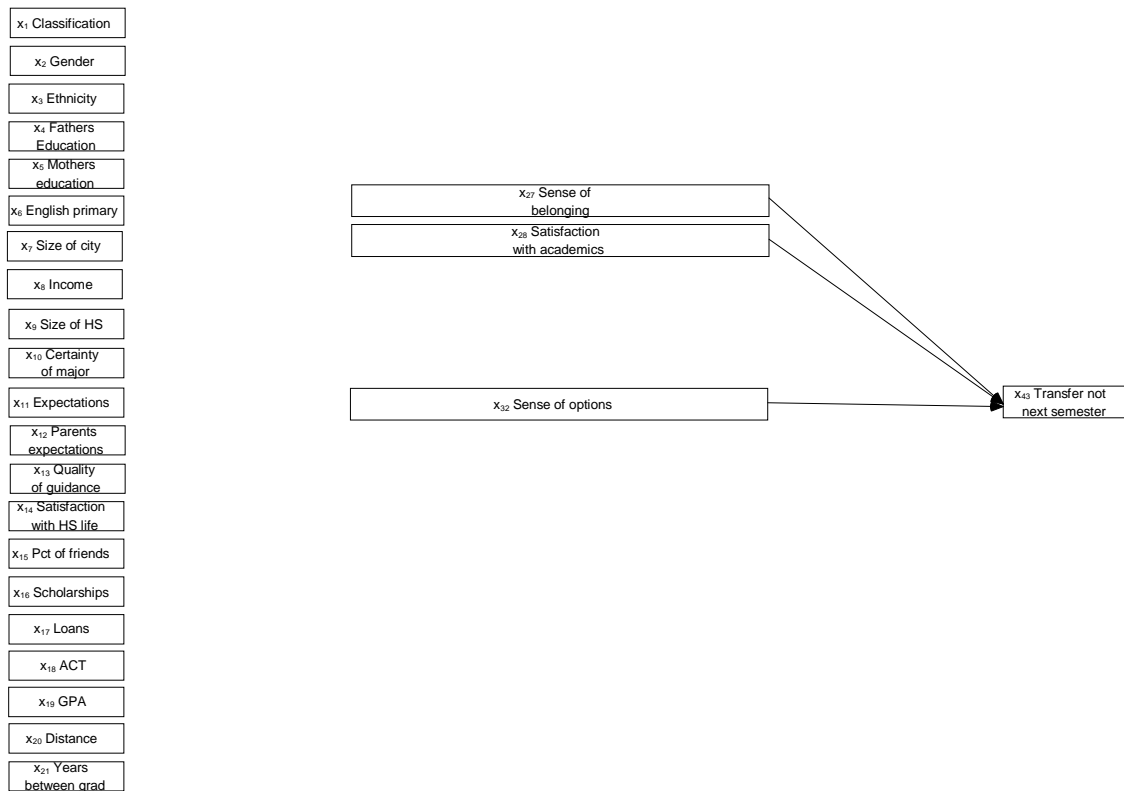 x₁ Classification
x₂ Gender
x₃ Ethnicity
x₄ Fathers
Education
x₅ Mothers
education
x₆ English primary
x₇ Size of city
x₈ Income
x₉ Size of HS
x₁₀ Certainty
of major
x₁₁ Expectations
x₁₂ Parents
expectations
x₁₃ Quality
of guidance
x₁₄ Satisfaction
with HS life
x₁₅ Pct of friends
x₁₆ Scholarships
x₁₇ Loans
x₁₈ ACT
x₁₉ GPA
x₂₀ Distance
x₂₁ Years
between grad
x₂₇ Sense of
belonging
x₂₈ Satisfaction
with academics
x₃₂ Sense of options
x₄₃ Transfer not
next semester